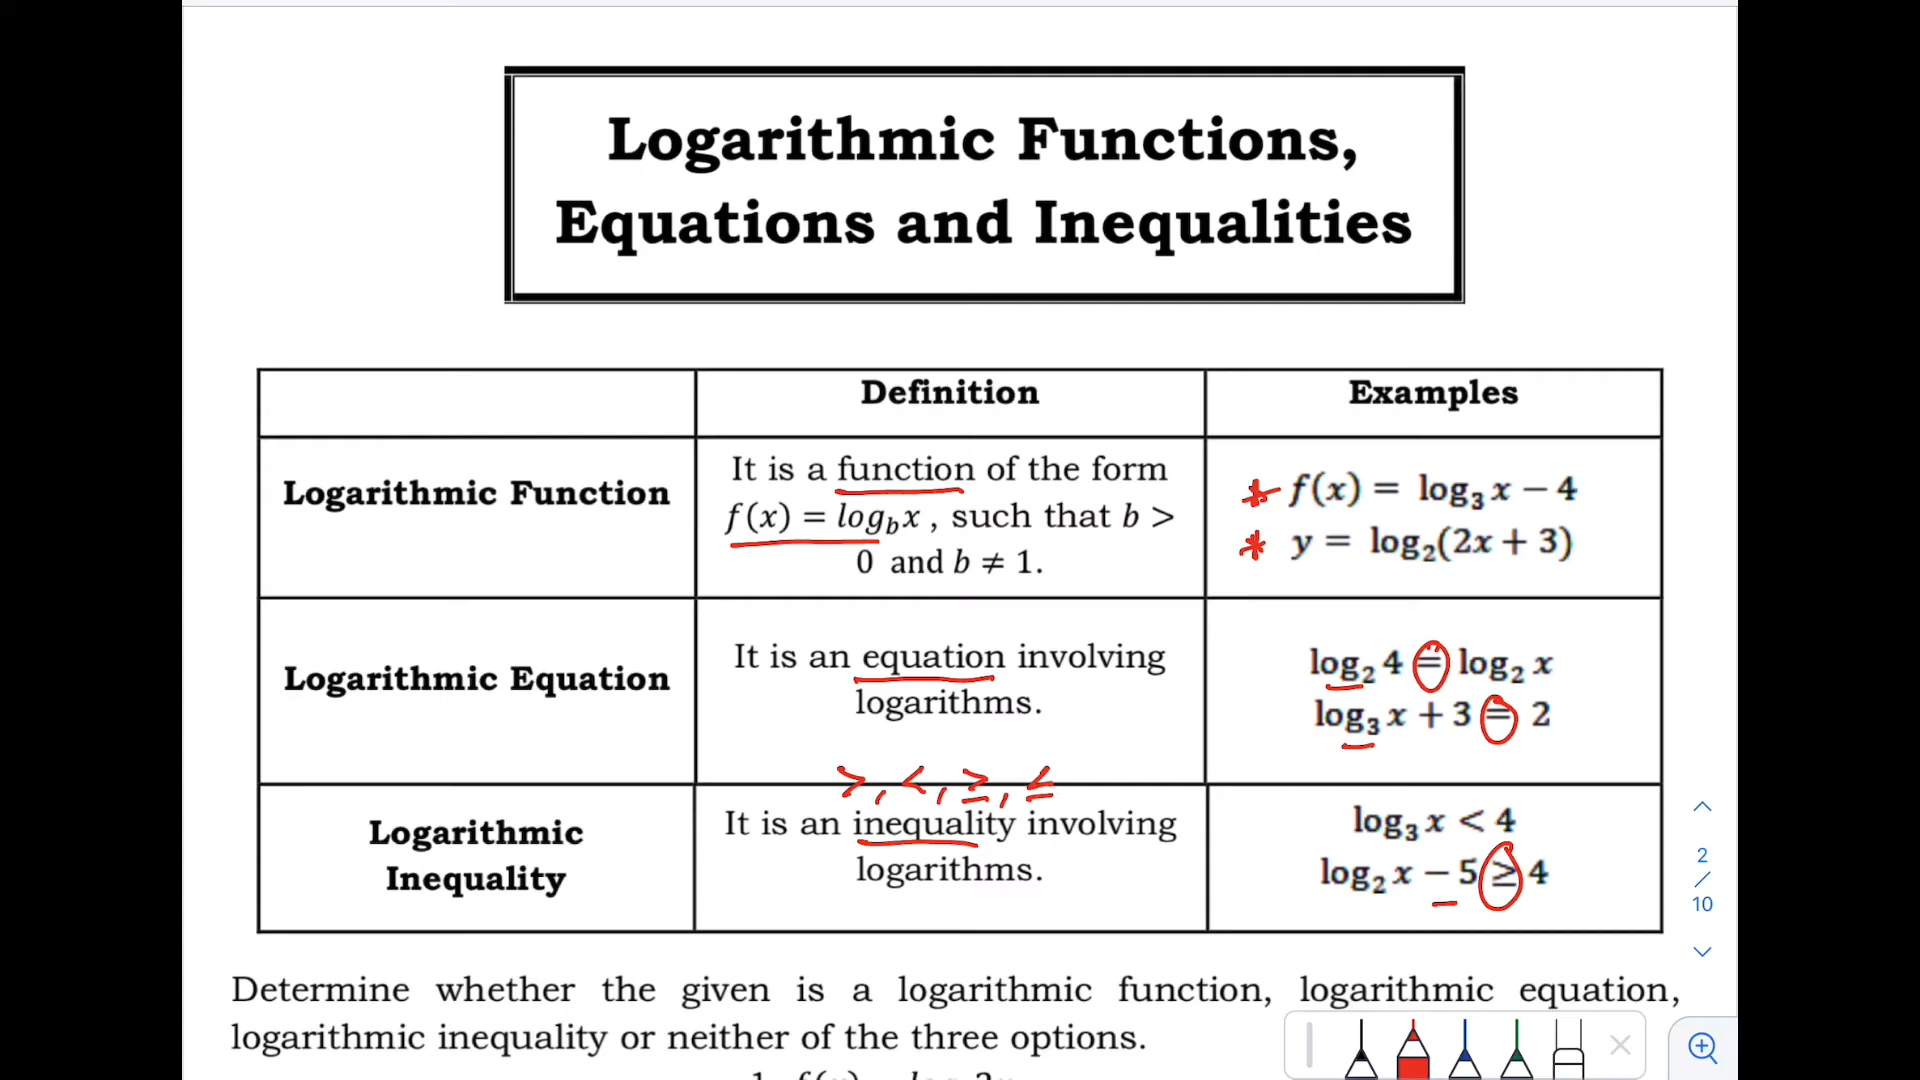 Logarithmic Functions,
Equations and Inequalities
Definition
Examples
Logarithmic Function
It is a function of the form
f(x) = log_b x , such that b >
0 and b ≠ 1.
* f(x) = log₃ x − 4
* y = log₂(2x + 3)
Logarithmic Equation
It is an equation involving
logarithms.
log₂ 4 = log₂ x
log₃ x + 3 = 2
>, <, ≥, ≤
Logarithmic
Inequality
It is an inequality involving
logarithms.
log₃ x < 4
log₂ x − 5 ≥ 4
2
/
10
Determine whether the given is a logarithmic function, logarithmic equation,
logarithmic inequality or neither of the three options.